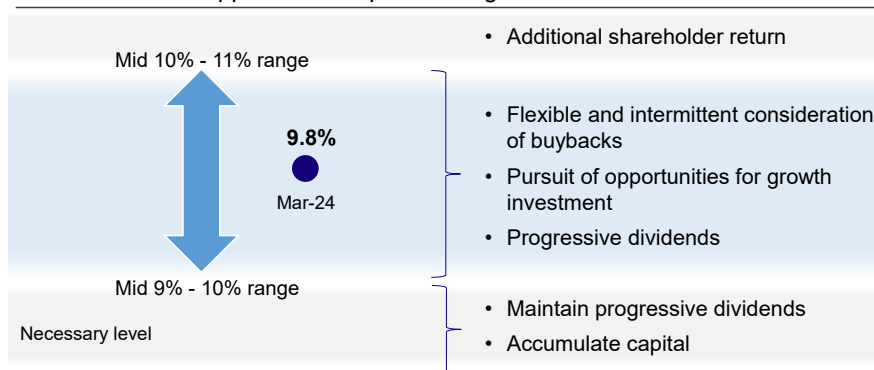 Mid 10% - 11% range
• Additional shareholder return
9.8%
Mar-24
• Flexible and intermittent consideration
of buybacks
• Pursuit of opportunities for growth
investment
• Progressive dividends
Mid 9% - 10% range
Necessary level
• Maintain progressive dividends
• Accumulate capital